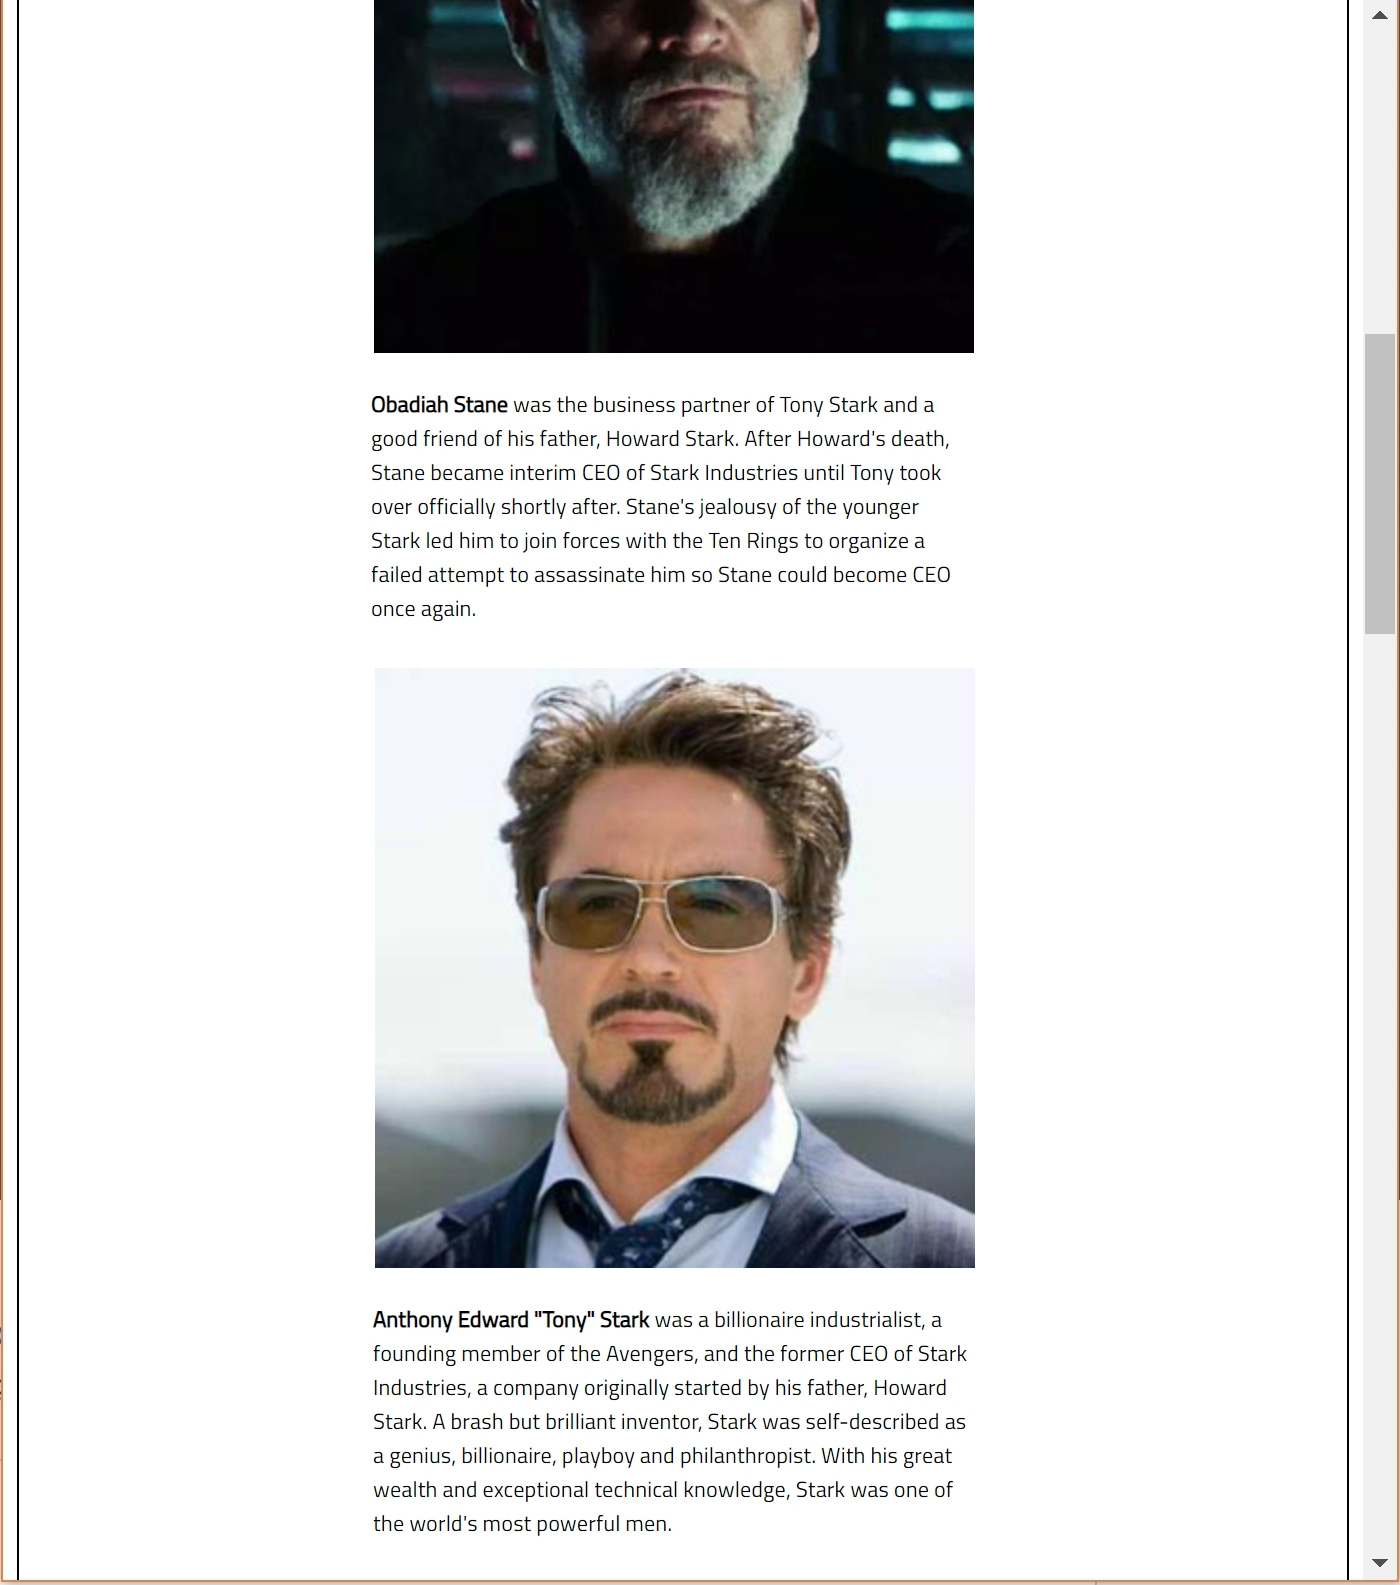 Obadiah Stane was the business partner of Tony Stark and a
good friend of his father, Howard Stark. After Howard's death,
Stane became interim CEO of Stark Industries until Tony took
over officially shortly after. Stane's jealousy of the younger
Stark led him to join forces with the Ten Rings to organize a
failed attempt to assassinate him so Stane could become CEO
once again.
Anthony Edward "Tony" Stark was a billionaire industrialist, a
founding member of the Avengers, and the former CEO of Stark
Industries, a company originally started by his father, Howard
Stark. A brash but brilliant inventor, Stark was self-described as
a genius, billionaire, playboy and philanthropist. With his great
wealth and exceptional technical knowledge, Stark was one of
the world's most powerful men.